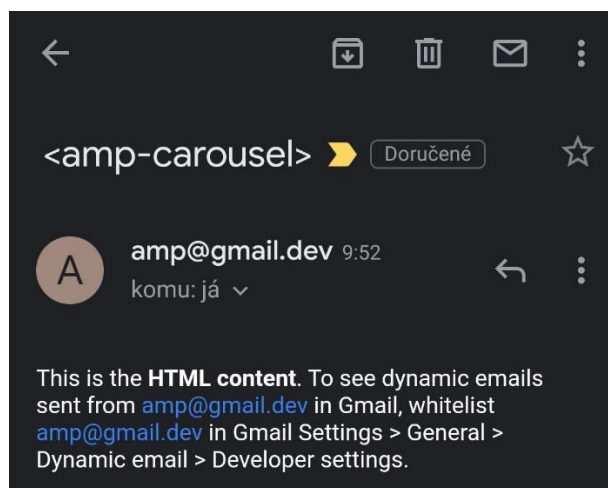 <amp-carousel> Doručené
A
amp@gmail.dev 9:52
komu: já
This is the HTML content. To see dynamic emails
sent from amp@gmail.dev in Gmail, whitelist
amp@gmail.dev in Gmail Settings > General >
Dynamic email > Developer settings.